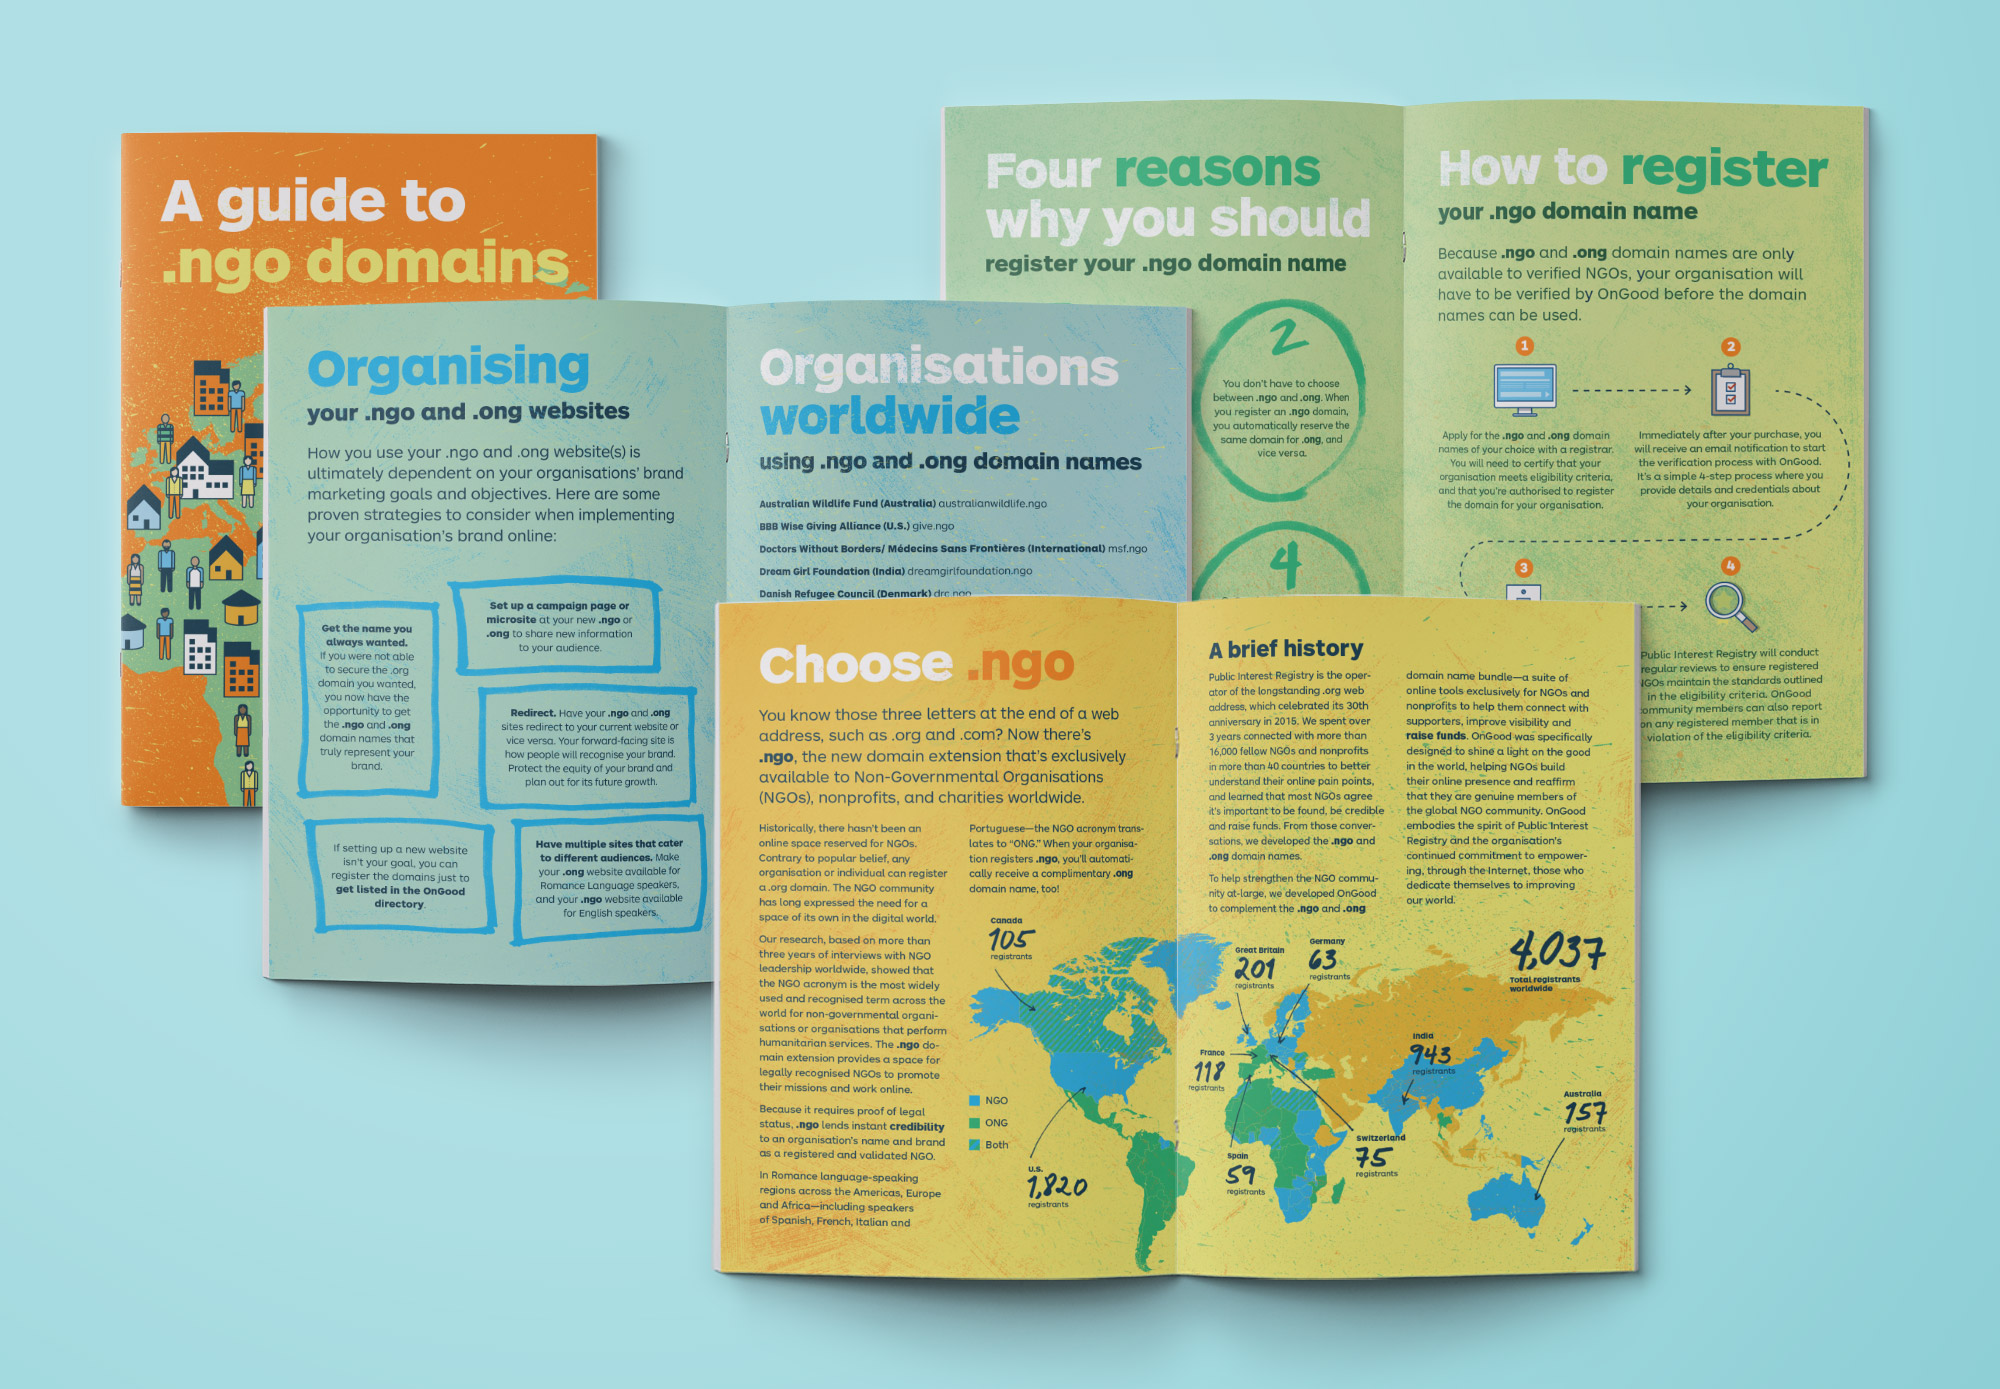 A guide to
.ngo domains
Organising
your .ngo and .ong websites
How you use your .ngo and .ong website(s) is
ultimately dependent on your organisations' brand
marketing goals and objectives. Here are some
proven strategies to consider when implementing
your organisation's brand online:
Get the name you
always wanted.
If you were not able
to secure the .org
domain you wanted,
you now have the
opportunity to get
the .ngo and .ong
domain names that
truly represent your
brand.
Set up a campaign page or
microsite at your new .ngo or
.ong to share new information
to your audience.
Redirect. Have your .ngo and .ong
sites redirect to your current website or
vice versa. Your forward-facing site is
how people will recognise your brand.
Protect the equity of your brand and
plan out for its future growth.
If setting up a new website
isn't your goal, you can
register the domains just to
get listed in the OnGood
directory.
Have multiple sites that cater
to different audiences. Make
your .ong website available for
Romance Language speakers,
and your .ngo website available
for English speakers.
Organisations
worldwide
using .ngo and .ong domain names
Australian Wildlife Fund (Australia) australianwildlife.ngo
BBB Wise Giving Alliance (U.S.) give.ngo
Doctors Without Borders/ Médecins Sans Frontières (International) msf.ngo
Dream Girl Foundation (India) dreamgirlfoundation.ngo
Danish Refugee Council (Denmark) drc.ngo
Four reasons
why you should
register your .ngo domain name
2
You don't have to choose
between .ngo and .ong. When
you register an .ngo domain,
you automatically reserve the
same domain for .ong, and
vice versa.
4
How to register
your .ngo domain name
Because .ngo and .ong domain names are only
available to verified NGOs, your organisation will
have to be verified by OnGood before the domain
names can be used.
1
Apply for the .ngo and .ong domain
names of your choice with a registrar.
You will need to certify that your
organisation meets eligibility criteria,
and that you're authorised to register
the domain for your organisation.
2
Immediately after your purchase, you
will receive an email notification to start
the verification process with OnGood.
It's a simple 4-step process where you
provide details and credentials about
your organisation.
3
4
Public Interest Registry will conduct
regular reviews to ensure registered
NGOs maintain the standards outlined
in the eligibility criteria. OnGood
community members can also report
on any registered member that is in
violation of the eligibility criteria.
Choose .ngo
You know those three letters at the end of a web
address, such as .org and .com? Now there's
.ngo, the new domain extension that's exclusively
available to Non-Governmental Organisations
(NGOs), nonprofits, and charities worldwide.
Historically, there hasn't been an
online space reserved for NGOs.
Contrary to popular belief, any
organisation or individual can register
a .org domain. The NGO community
has long expressed the need for a
space of its own in the digital world.
Our research, based on more than
three years of interviews with NGO
leadership worldwide, showed that
the NGO acronym is the most widely
used and recognised term across the
world for non-governmental organi-
sations or organisations that perform
humanitarian services. The .ngo do-
main extension provides a space for
legally recognised NGOs to promote
their missions and work online.
Because it requires proof of legal
status, .ngo lends instant credibility
to an organisation's name and brand
as a registered and validated NGO.
In Romance language-speaking
regions across the Americas, Europe
and Africa—including speakers
of Spanish, French, Italian and
Portuguese—the NGO acronym trans-
lates to "ONG." When your organisa-
tion registers .ngo, you'll automati-
cally receive a complimentary .ong
domain name, too!
A brief history
Public Interest Registry is the oper-
ator of the longstanding .org web
address, which celebrated its 30th
anniversary in 2015. We spent over
3 years connected with more than
16,000 fellow NGOs and nonprofits
in more than 40 countries to better
understand their online pain points,
and learned that most NGOs agree
it's important to be found, be credible
and raise funds. From those conver-
sations, we developed the .ngo and
.ong domain names.
To help strengthen the NGO commu-
nity at-large, we developed OnGood
to complement the .ngo and .ong
domain name bundle—a suite of
online tools exclusively for NGOs and
nonprofits to help them connect with
supporters, improve visibility and
raise funds. OnGood was specifically
designed to shine a light on the good
in the world, helping NGOs build
their online presence and reaffirm
that they are genuine members of
the global NGO community. OnGood
embodies the spirit of Public Interest
Registry and the organisation's
continued commitment to empower-
ing, through the Internet, those who
dedicate themselves to improving
our world.
Canada
105
registrants
Great Britain
201
registrants
Germany
63
registrants
4,037
Total registrants
worldwide
India
943
registrants
France
118
registrants
Australia
157
registrants
NGO
ONG
Both
U.S.
1,820
registrants
Spain
59
registrants
Switzerland
75
registrants